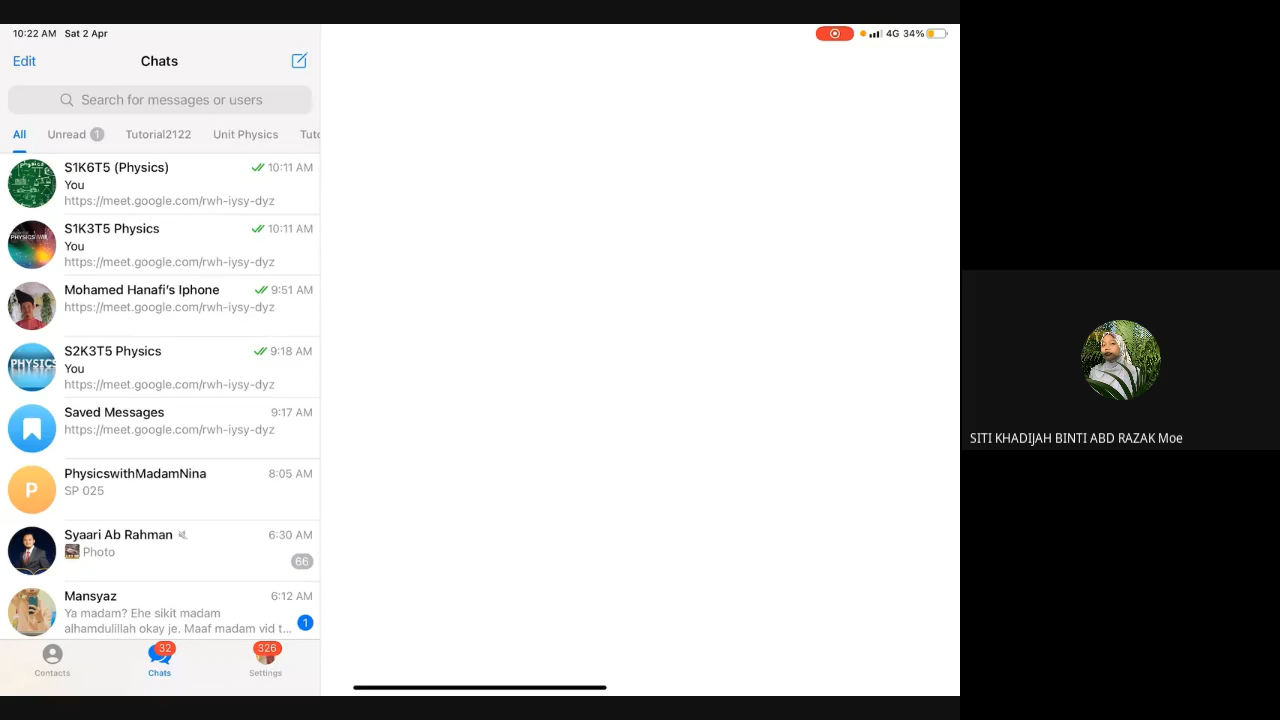 10:22 AM Sat 2 Apr
4G 34%
Edit
Chats
Search for messages or users
All
Unread 1
Tutorial2122
Unit Physics
Tuto
S1K6T5 (Physics)
10:11 AM
You
https://meet.google.com/rwh-iysy-dyz
S1K3T5 Physics
10:11 AM
You
https://meet.google.com/rwh-iysy-dyz
Mohamed Hanafi's Iphone
9:51 AM
https://meet.google.com/rwh-iysy-dyz
PHYSICS
S2K3T5 Physics
9:18 AM
You
https://meet.google.com/rwh-iysy-dyz
Saved Messages
9:17 AM
https://meet.google.com/rwh-iysy-dyz
P
PhysicswithMadamNina
8:05 AM
SP 025
Syaari Ab Rahman
6:30 AM
Photo
66
Mansyaz
6:12 AM
Ya madam? Ehe sikit madam
alhamdulillah okay je. Maaf madam vid t...
1
32
326
Contacts
Chats
Settings
SITI KHADIJAH BINTI ABD RAZAK Moe